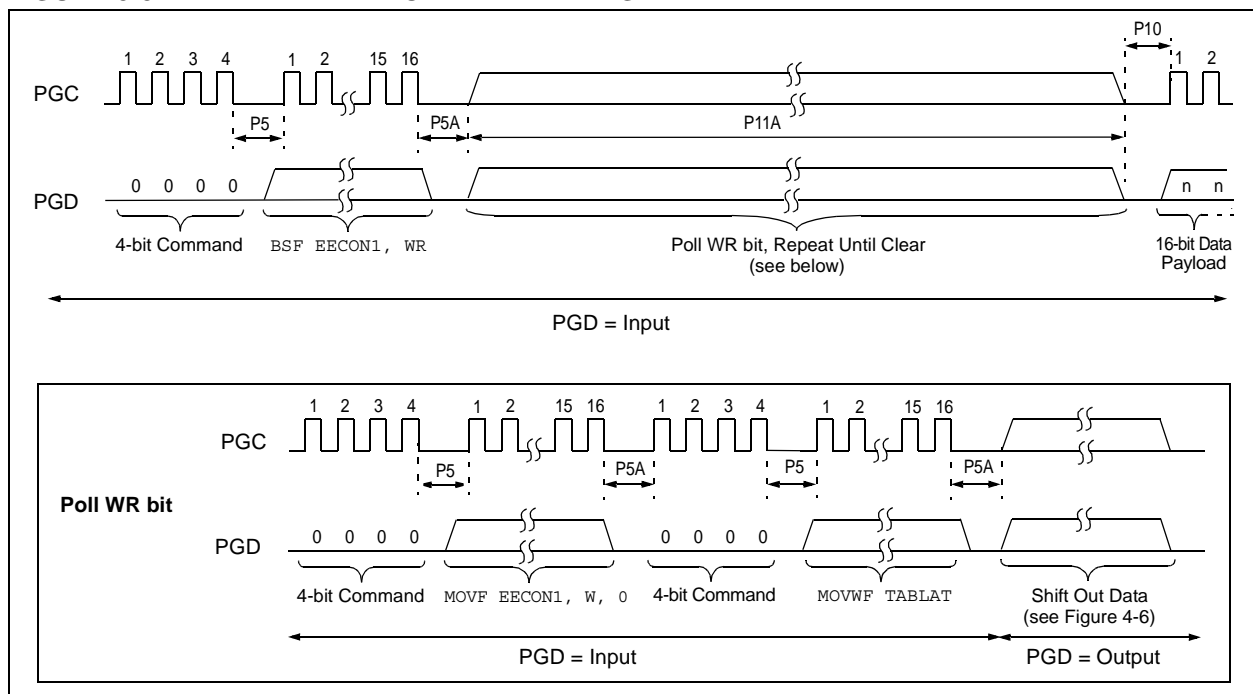 P10
1 2 3 4 1 2 15 16 1 2
PGC
P5 P5A P11A
PGD
0 0 0 0 n n
4-bit Command
BSF EECON1, WR
Poll WR bit, Repeat Until Clear
(see below)
16-bit Data
Payload
PGD = Input
1 2 3 4 1 2 15 16 1 2 3 4 1 2 15 16
PGC
P5 P5A P5 P5A
Poll WR bit
PGD
0 0 0 0 0 0 0 0
4-bit Command
MOVF EECON1, W, 0
4-bit Command
MOVWF TABLAT
Shift Out Data
(see Figure 4-6)
PGD = Input
PGD = Output